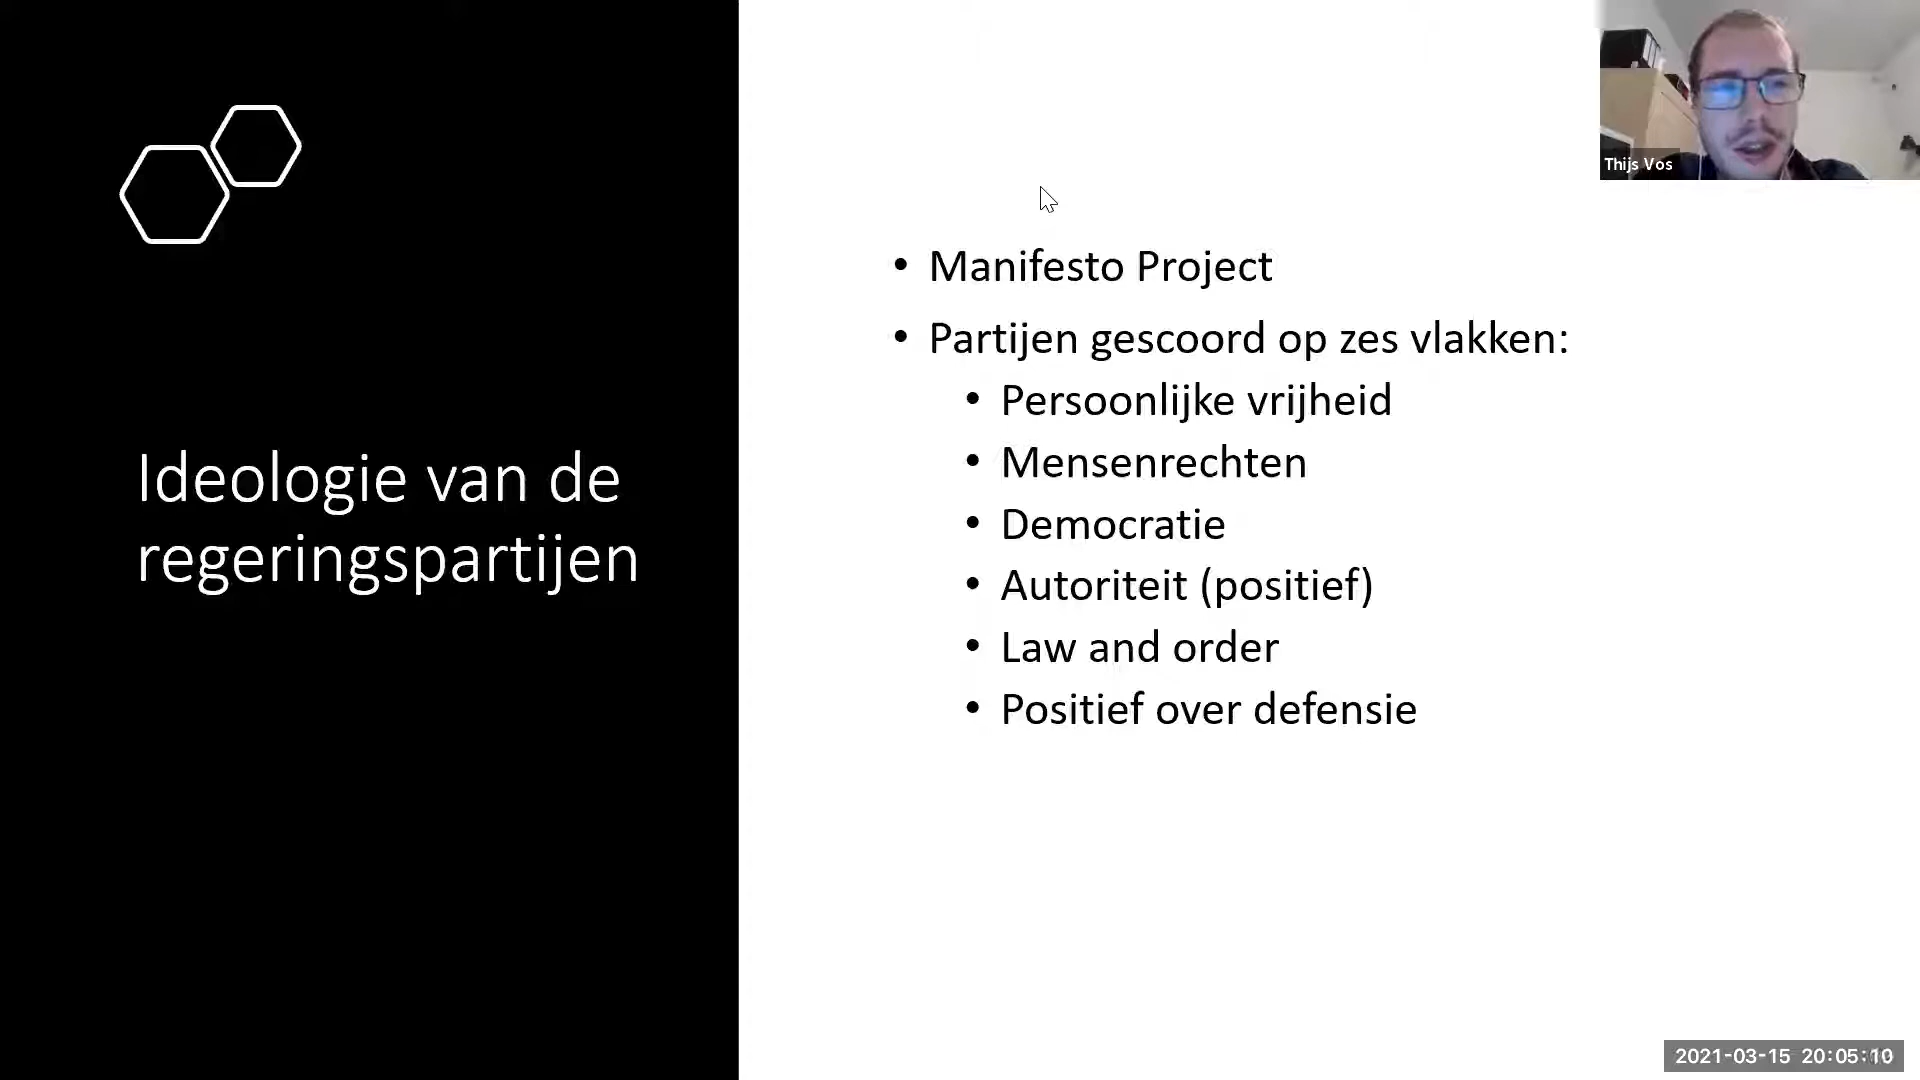 Ideologie van de
regeringspartijen
• Manifesto Project
• Partijen gescoord op zes vlakken:
• Persoonlijke vrijheid
• Mensenrechten
• Democratie
• Autoriteit (positief)
• Law and order
• Positief over defensie
Thijs Vos
2021-03-15 20:05:10